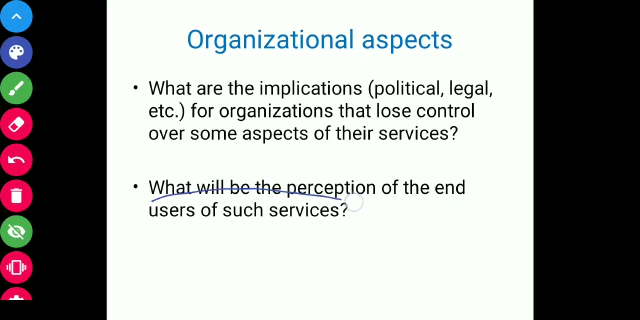 Organizational aspects
• What are the implications (political, legal,
etc.) for organizations that lose control
over some aspects of their services?
• What will be the perception of the end
users of such services?